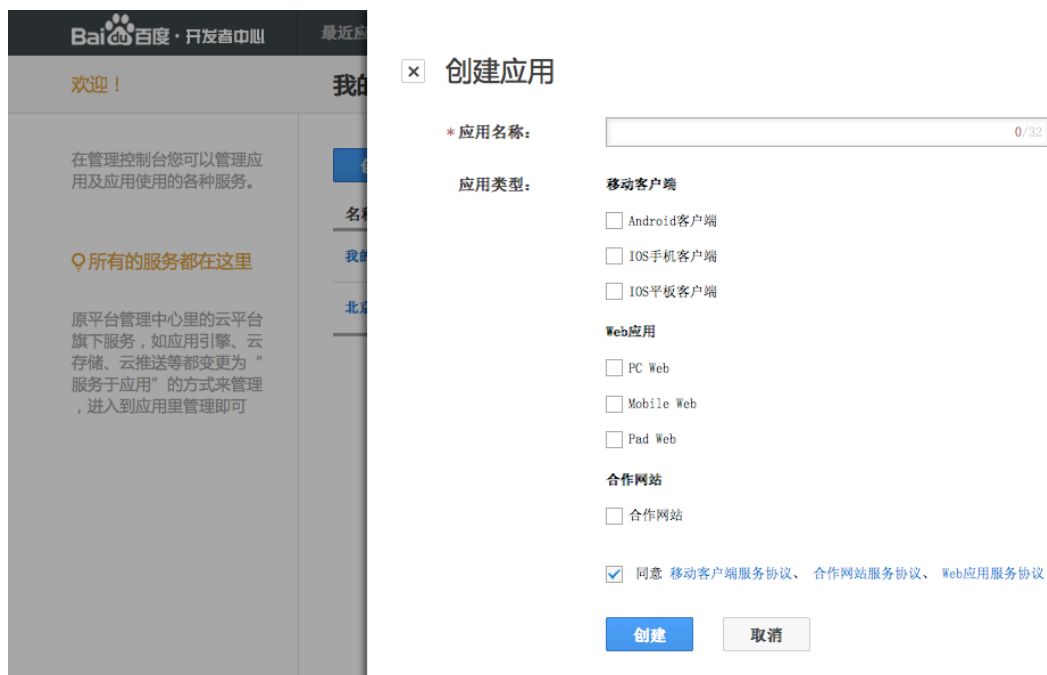 Bai du 百度 · 开发者中心
最近应
欢迎！
我的
在管理控制台您可以管理应
用及应用使用的各种服务。
名称
我的
所有的服务都在这里
北京
原平台管理中心里的云平台
旗下服务，如应用引擎、云
存储、云推送等都变更为“
服务于应用”的方式来管理
，进入到应用里管理即可
× 创建应用
* 应用名称：
0/32
应用类型：
移动客户端
Android客户端
IOS手机客户端
IOS平板客户端
Web应用
PC Web
Mobile Web
Pad Web
合作网站
合作网站
同意 移动客户端服务协议、 合作网站服务协议、 Web应用服务协议
创建 取消